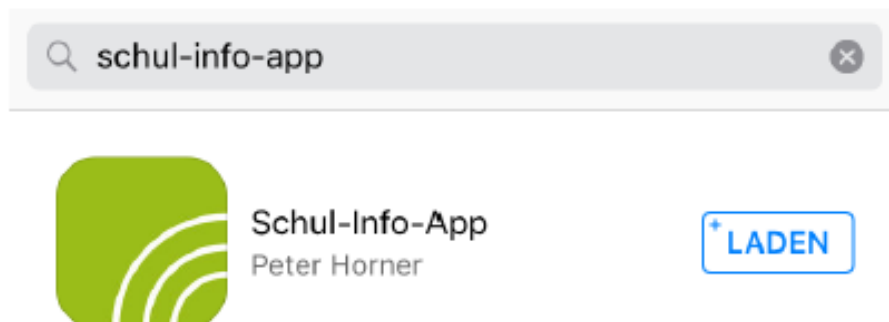 schul-info-app
Schul-Info-App
Peter Horner
+LADEN